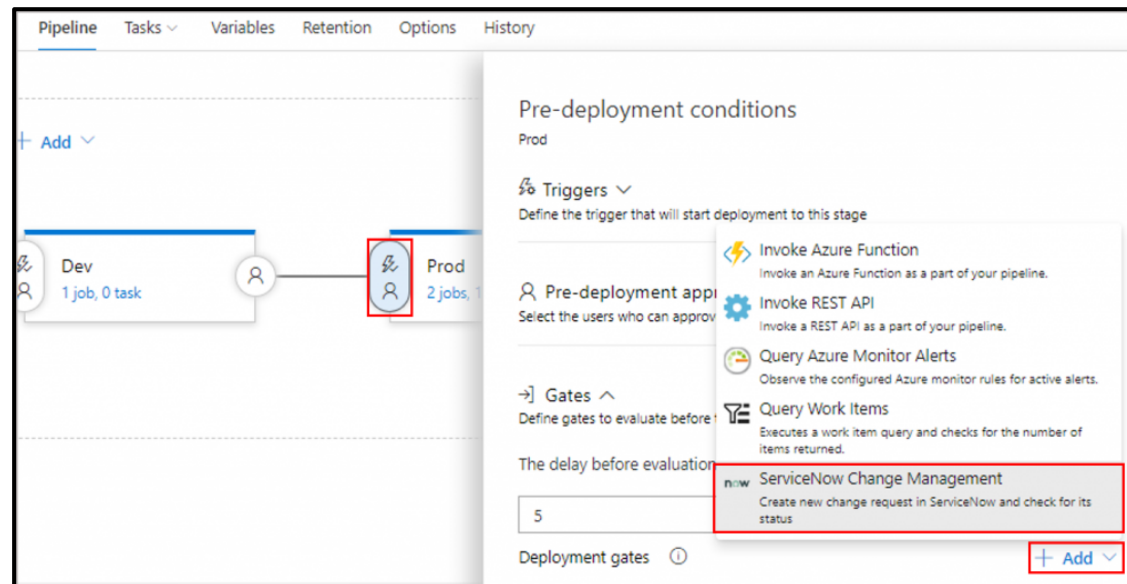 Pipeline Tasks Variables Retention Options History
Add
Dev
1 job, 0 task
Prod
2 jobs, 1
Pre-deployment conditions
Prod
Triggers
Define the trigger that will start deployment to this stage
Pre-deployment appr
Select the users who can approv
Gates
Define gates to evaluate before
The delay before evaluation
5
Deployment gates
Invoke Azure Function
Invoke an Azure Function as a part of your pipeline.
Invoke REST API
Invoke a REST API as a part of your pipeline.
Query Azure Monitor Alerts
Observe the configured Azure monitor rules for active alerts.
Query Work Items
Executes a work item query and checks for the number of
items returned.
now ServiceNow Change Management
Create new change request in ServiceNow and check for its
status
Add